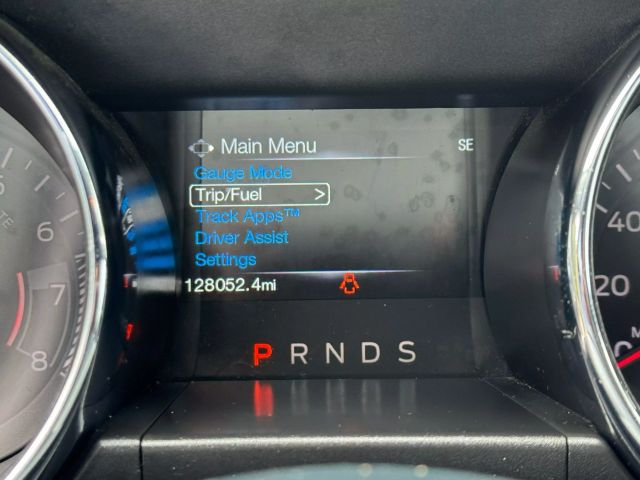 Main Menu SE
Gauge Mode
Trip/Fuel >
Track Apps™
Driver Assist
Settings
128052.4mi
P R N D S
6
7
8
40
20
0